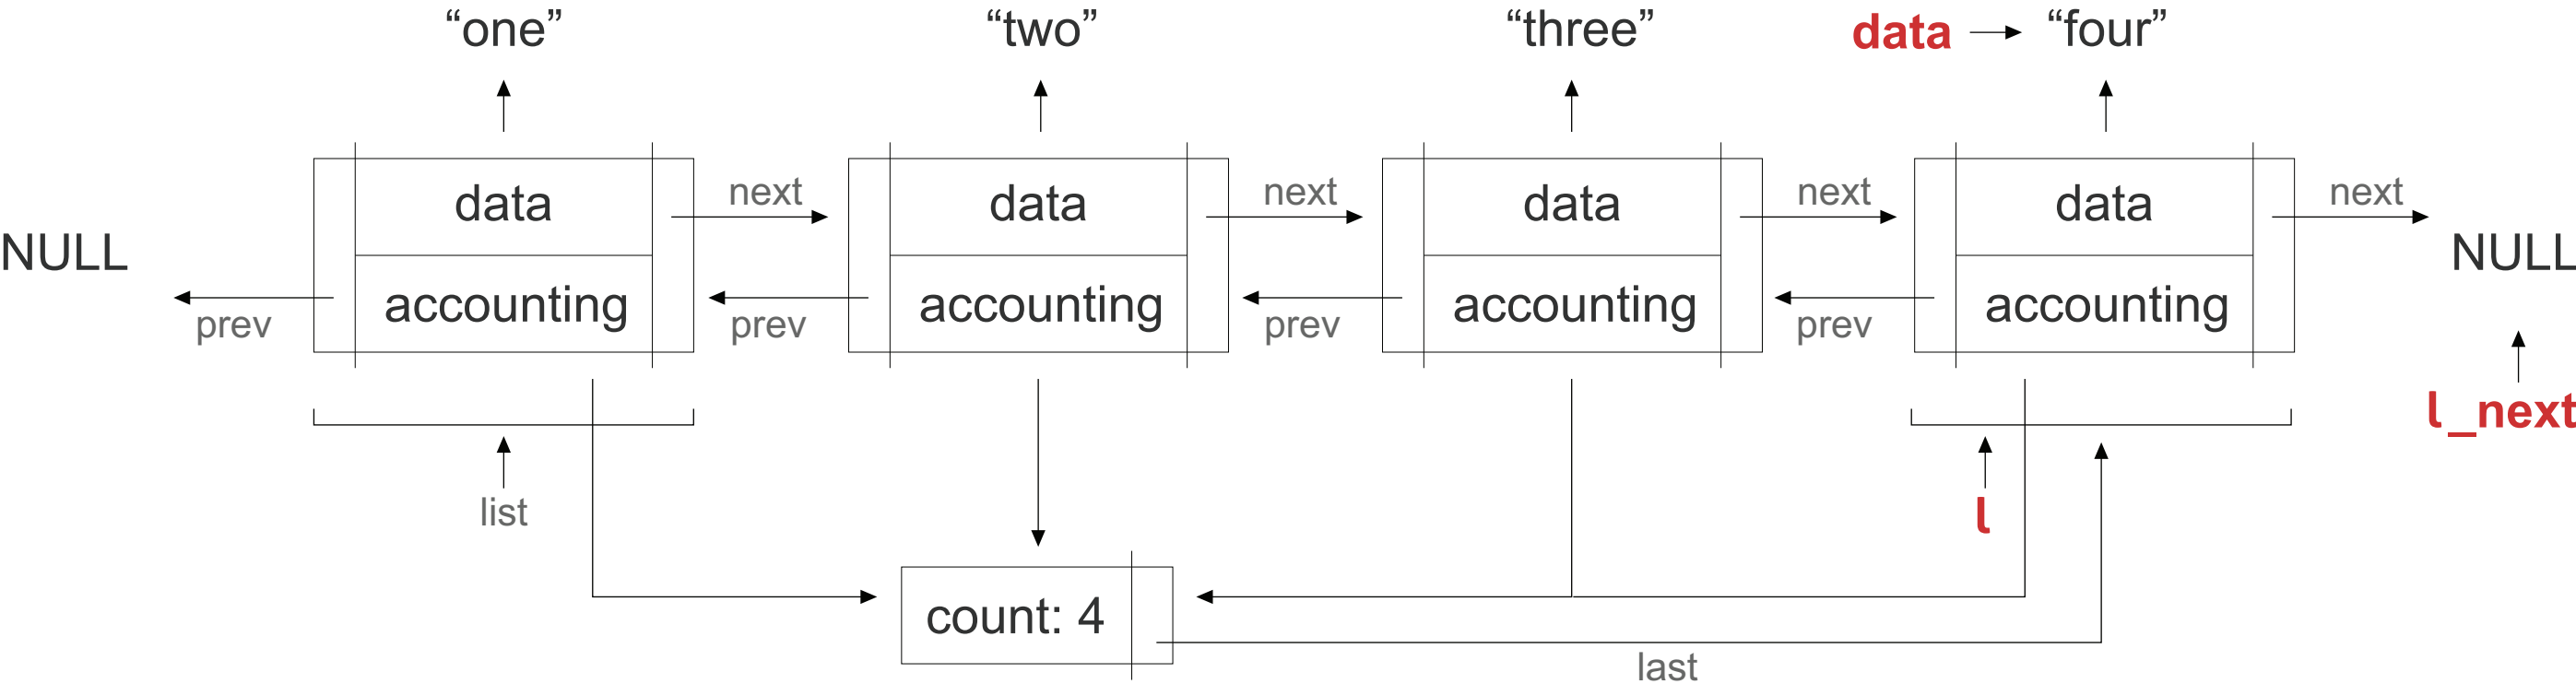 “one” “two” “three” data “four”
data next data next data next data next
NULL NULL
accounting accounting accounting accounting
prev prev prev prev
l_next
list l
count: 4
last